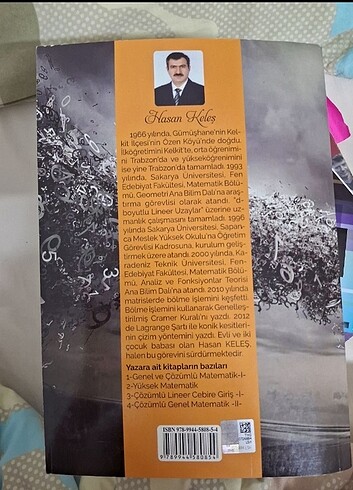 Hasan Keleş
1966 yılında, Gümüşhane'nin Kel-
kit İlçesi'nin Özen Köyü'nde doğdu.
İlköğretimini Kelkit'te, orta öğrenimi-
ni Trabzon'da ve yükseköğrenimini
ise yine Trabzon'da tamamladı. 1993
yılında, Sakarya Üniversitesi, Fen
Edebiyat Fakültesi, Matematik Bölü-
mü, Geometri Ana Bilim Dalı'na araş-
tırma görevlisi olarak atandı. "d-
boyutlu Lineer Uzaylar" üzerine uz-
manlık çalışmasını tamamladı. 1996
yılında Sakarya Üniversitesi, Sapan-
ca Meslek Yüksek Okulu'na Öğretim
Görevlisi Kadrosuna, kurulum geliş-
tirmek üzere atandı. 2000 yılında, Ka-
radeniz Teknik Üniversitesi, Fen-
Edebiyat Fakültesi, Matematik Bölü-
mü, Analiz ve Fonksiyonlar Teorisi
Ana Bilim Dalı'na atandı. 2010 yılında
matrislerde bölme işlemini keşfetti.
Bölme işlemini kullanarak Genelleş-
tirilmiş Cramer Kuralı'nı yazdı. 2012
de Lagrange Şartı ile konik kesitleri-
nin çizim yöntemini yazdı. Evli ve iki
çocuk babası olan Hasan KELEŞ,
halen bu görevini sürdürmektedir.
Yazara ait kitapların bazıları
1-Genel ve Çözümlü Matematik-I-
2-Yüksek Matematik
3-Çözümlü Lineer Cebire Giriş -I-
4-Çözümlü Genel Matematik -II-
ISBN 978-9944-5808-5-4
9 789944 580854